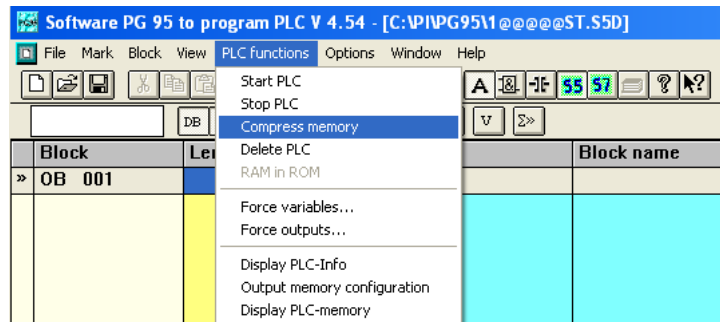 Software PG 95 to program PLC V 4.54 - [C:\PI\PG95\1@@@@@ST.S5D]
File Mark Block View PLC functions Options Window Help
Start PLC
A & S5 S7 ? ?
Stop PLC
DB V Σ»
Compress memory
Block Le Block name
Delete PLC
» OB 001
RAM in ROM
Force variables...
Force outputs...
Display PLC-Info
Output memory configuration
Display PLC-memory